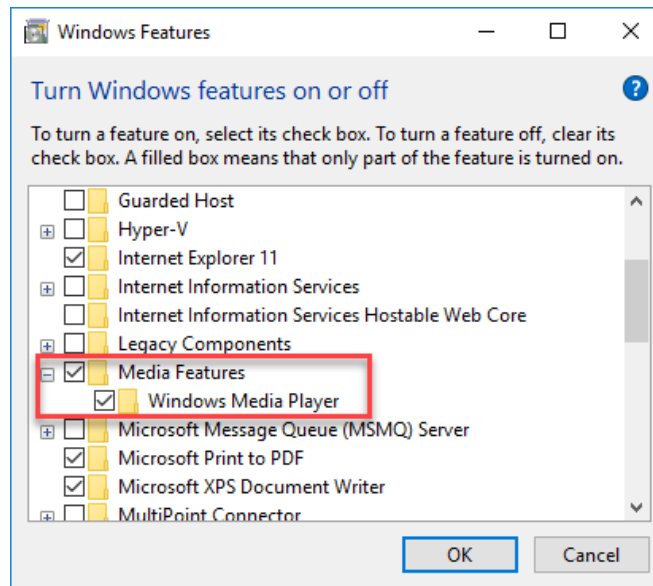 Windows Features
Turn Windows features on or off
?
To turn a feature on, select its check box. To turn a feature off, clear its
check box. A filled box means that only part of the feature is turned on.
Guarded Host
Hyper-V
Internet Explorer 11
Internet Information Services
Internet Information Services Hostable Web Core
Legacy Components
Media Features
Windows Media Player
Microsoft Message Queue (MSMQ) Server
Microsoft Print to PDF
Microsoft XPS Document Writer
MultiPoint Connector
OK
Cancel